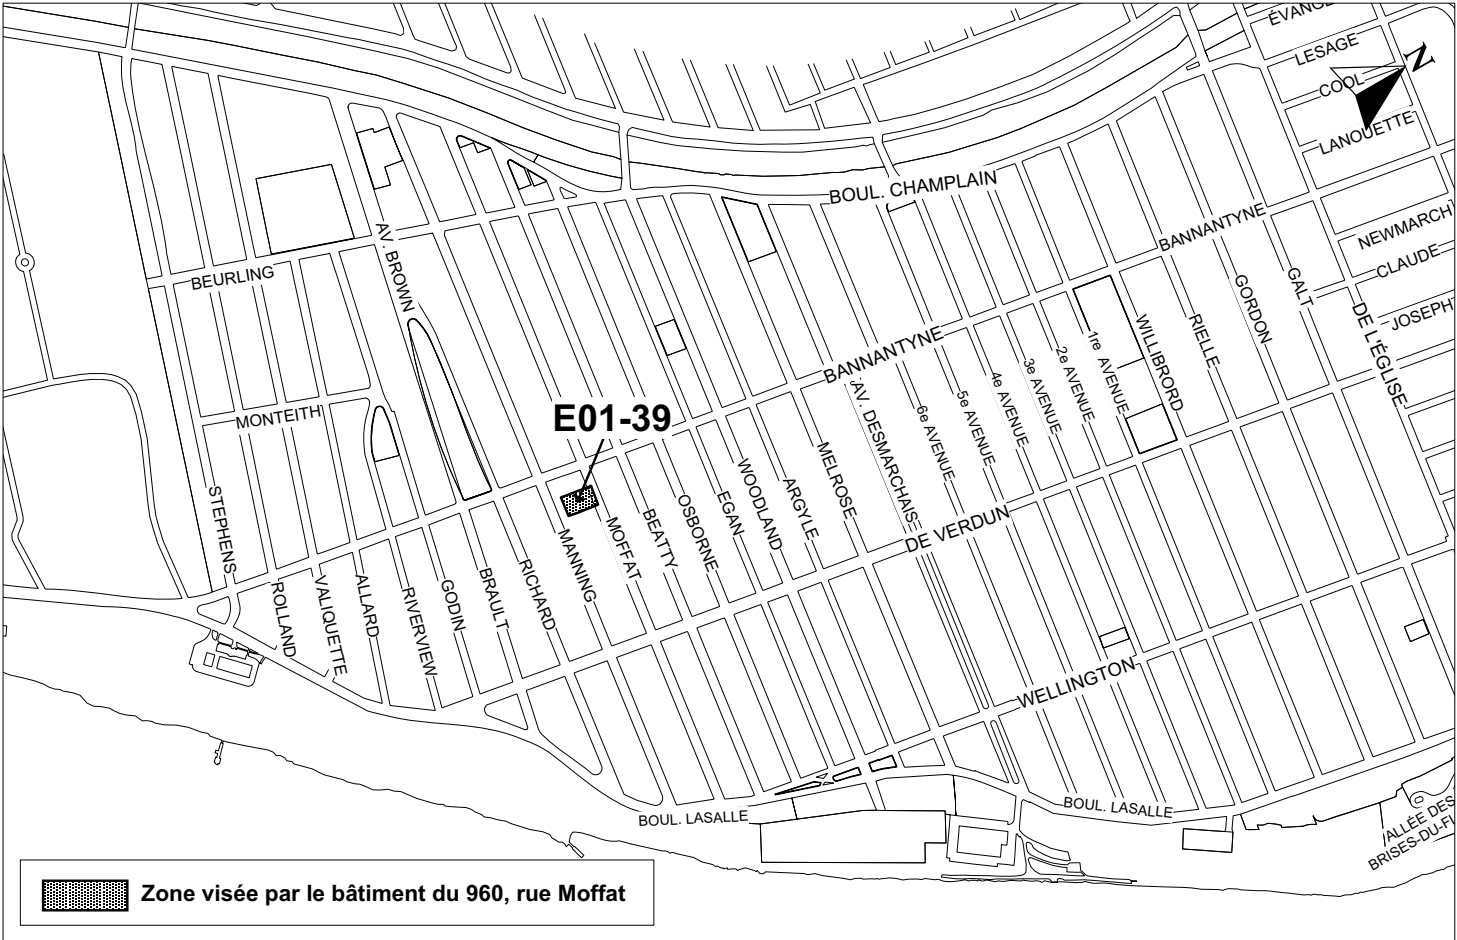 ÉVANG
LESAGE
COOL
LANOUETTE
N
NEWMARCH
CLAUDE
JOSEPH
BOUL. CHAMPLAIN
BANNANTYNE
BEURLING
AV. BROWN
GORDON
GALT
DE L'ÉGLISE
RIELLE
WILLIBRORD
1re AVENUE
2e AVENUE
3e AVENUE
4e AVENUE
5e AVENUE
6e AVENUE
BANNANTYNE
AV. DESMARCHAIS
MELROSE
ARGYLE
WOODLAND
EGAN
OSBORNE
BEATTY
MOFFAT
MANNING
RICHARD
BRAULT
GODIN
RIVERVIEW
ALLARD
VALIQUETTE
ROLLAND
STEPHENS
MONTEITH
E01-39
DE VERDUN
WELLINGTON
BOUL. LASALLE
BOUL. LASALLE
ALLÉE DES
BRISES-DU-FL
Zone visée par le bâtiment du 960, rue Moffat